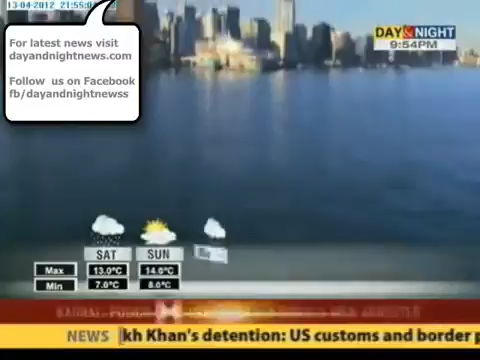 13-04-2012 21:55:0
For latest news visit
dayandnightnews.com
Follow us on Facebook
fb/dayandnightnewss
DAY&NIGHT
9:54PM
SAT SUN
Max 13.0°C 14.0°C
Min 7.0°C 8.0°C
NEWS kh Khan's detention: US customs and border p